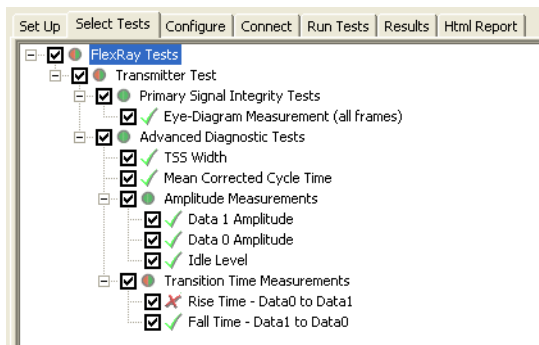 Set Up Select Tests Configure Connect Run Tests Results Html Report
FlexRay Tests
Transmitter Test
Primary Signal Integrity Tests
Eye-Diagram Measurement (all frames)
Advanced Diagnostic Tests
TSS Width
Mean Corrected Cycle Time
Amplitude Measurements
Data 1 Amplitude
Data 0 Amplitude
Idle Level
Transition Time Measurements
Rise Time - Data0 to Data1
Fall Time - Data1 to Data0